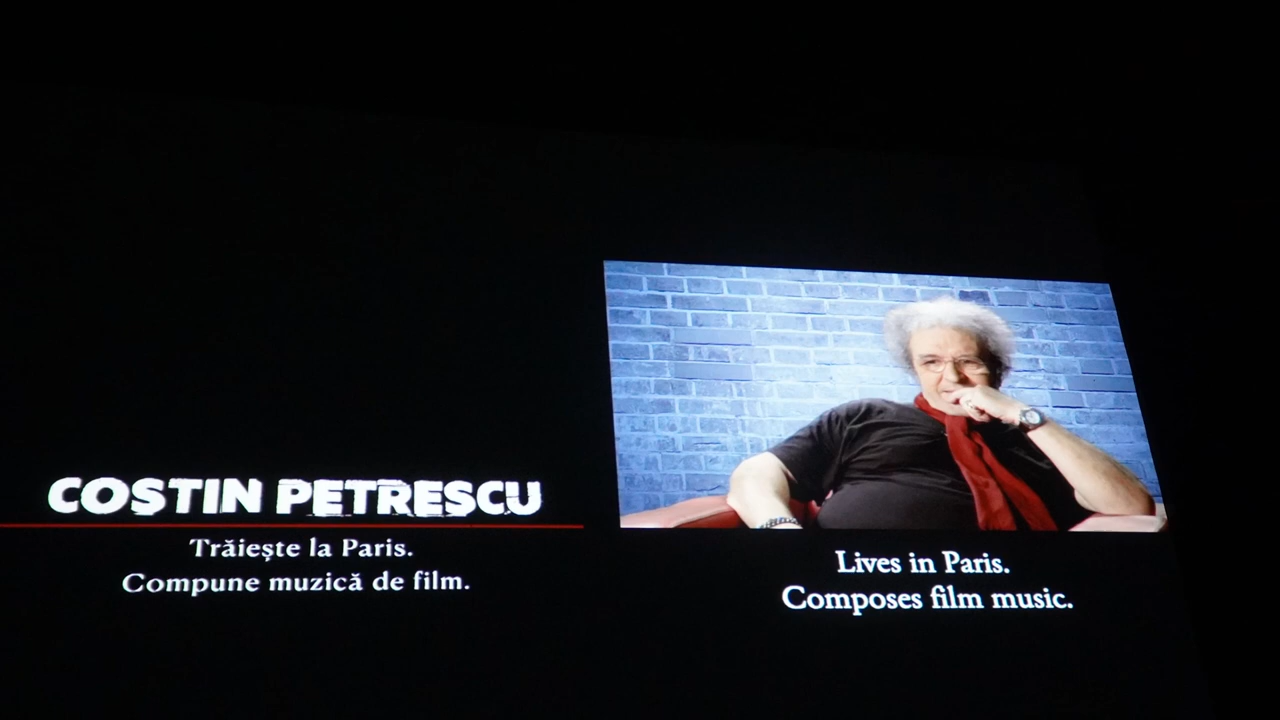 COSTIN PETRESCU
Trăiește la Paris.
Compune muzică de film.
Lives in Paris.
Composes film music.